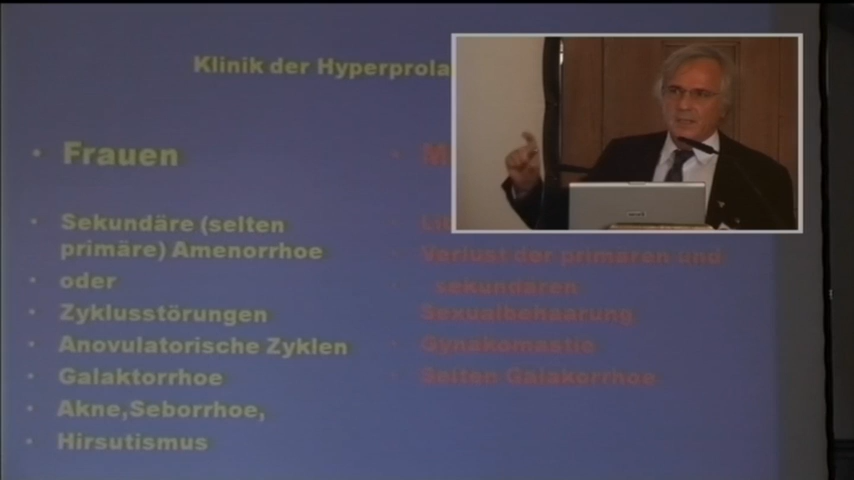 Klinik der Hyperprola
• Frauen
• Sekundäre (selten
primäre) Amenorrhoe
• oder
• Zyklusstörungen
• Anovulatorische Zyklen
• Galaktorrhoe
• Akne,Seborrhoe,
• Hirsutismus
• M
• Verlust der primären und
sekundären
Sexualbehaarung
• Gynäkomastie
• Selten Galakorrhoe